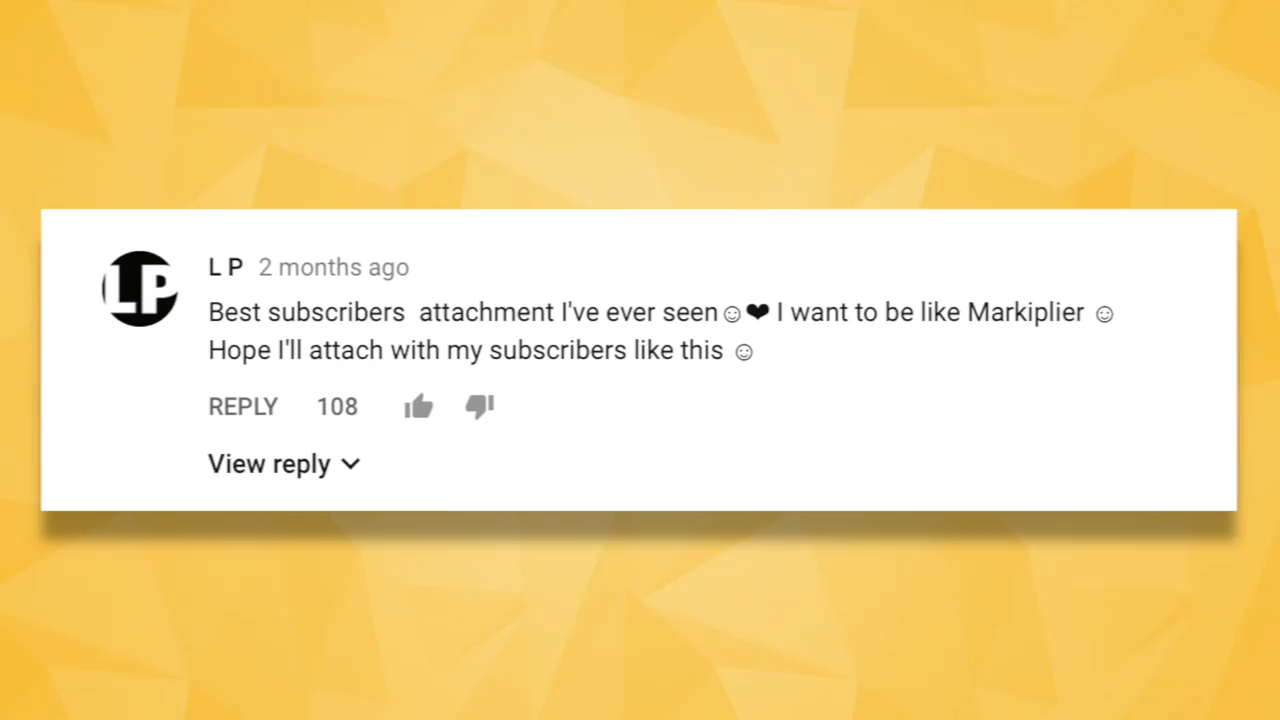 LP
L P 2 months ago
Best subscribers  attachment I've ever seen☺❤ I want to be like Markiplier ☺
Hope I'll attach with my subscribers like this ☺
REPLY 108
View reply